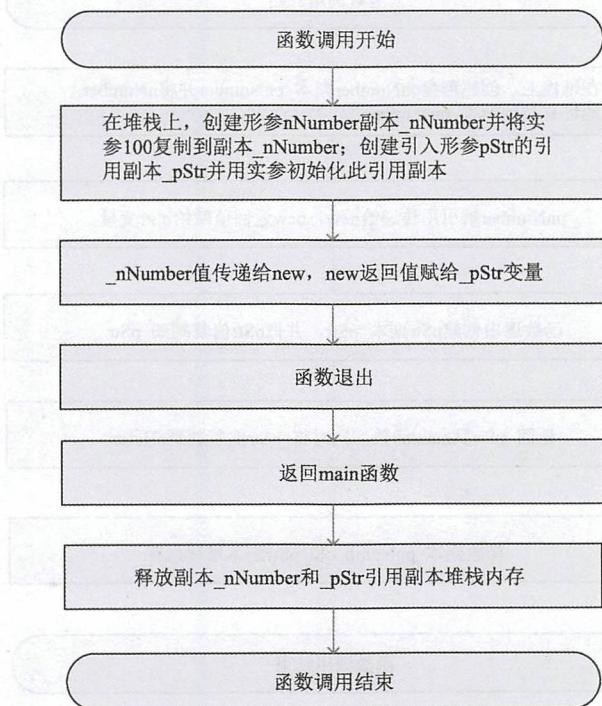 函数调用开始
在堆栈上，创建形参nNumber副本_nNumber并将实
参100复制到副本_nNumber；创建引入形参pStr的引
用副本_pStr并用实参初始化此引用副本
_nNumber值传递给new，new返回值赋给_pStr变量
函数退出
返回main函数
释放副本_nNumber和_pStr引用副本堆栈内存
函数调用结束